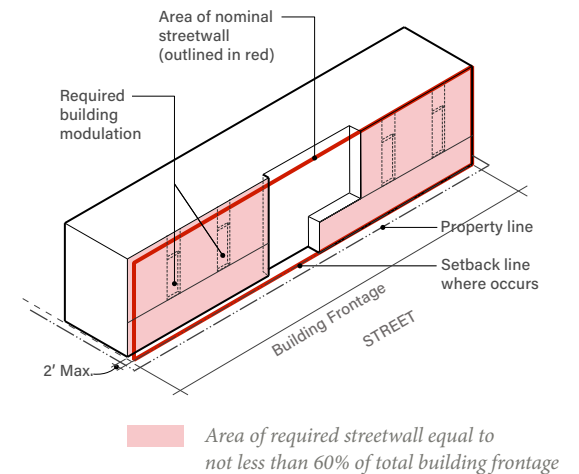 Area of nominal
streetwall
(outlined in red)
Required
building
modulation
Property line
Setback line
where occurs
Building Frontage
STREET
2’ Max.
Area of required streetwall equal to
not less than 60% of total building frontage